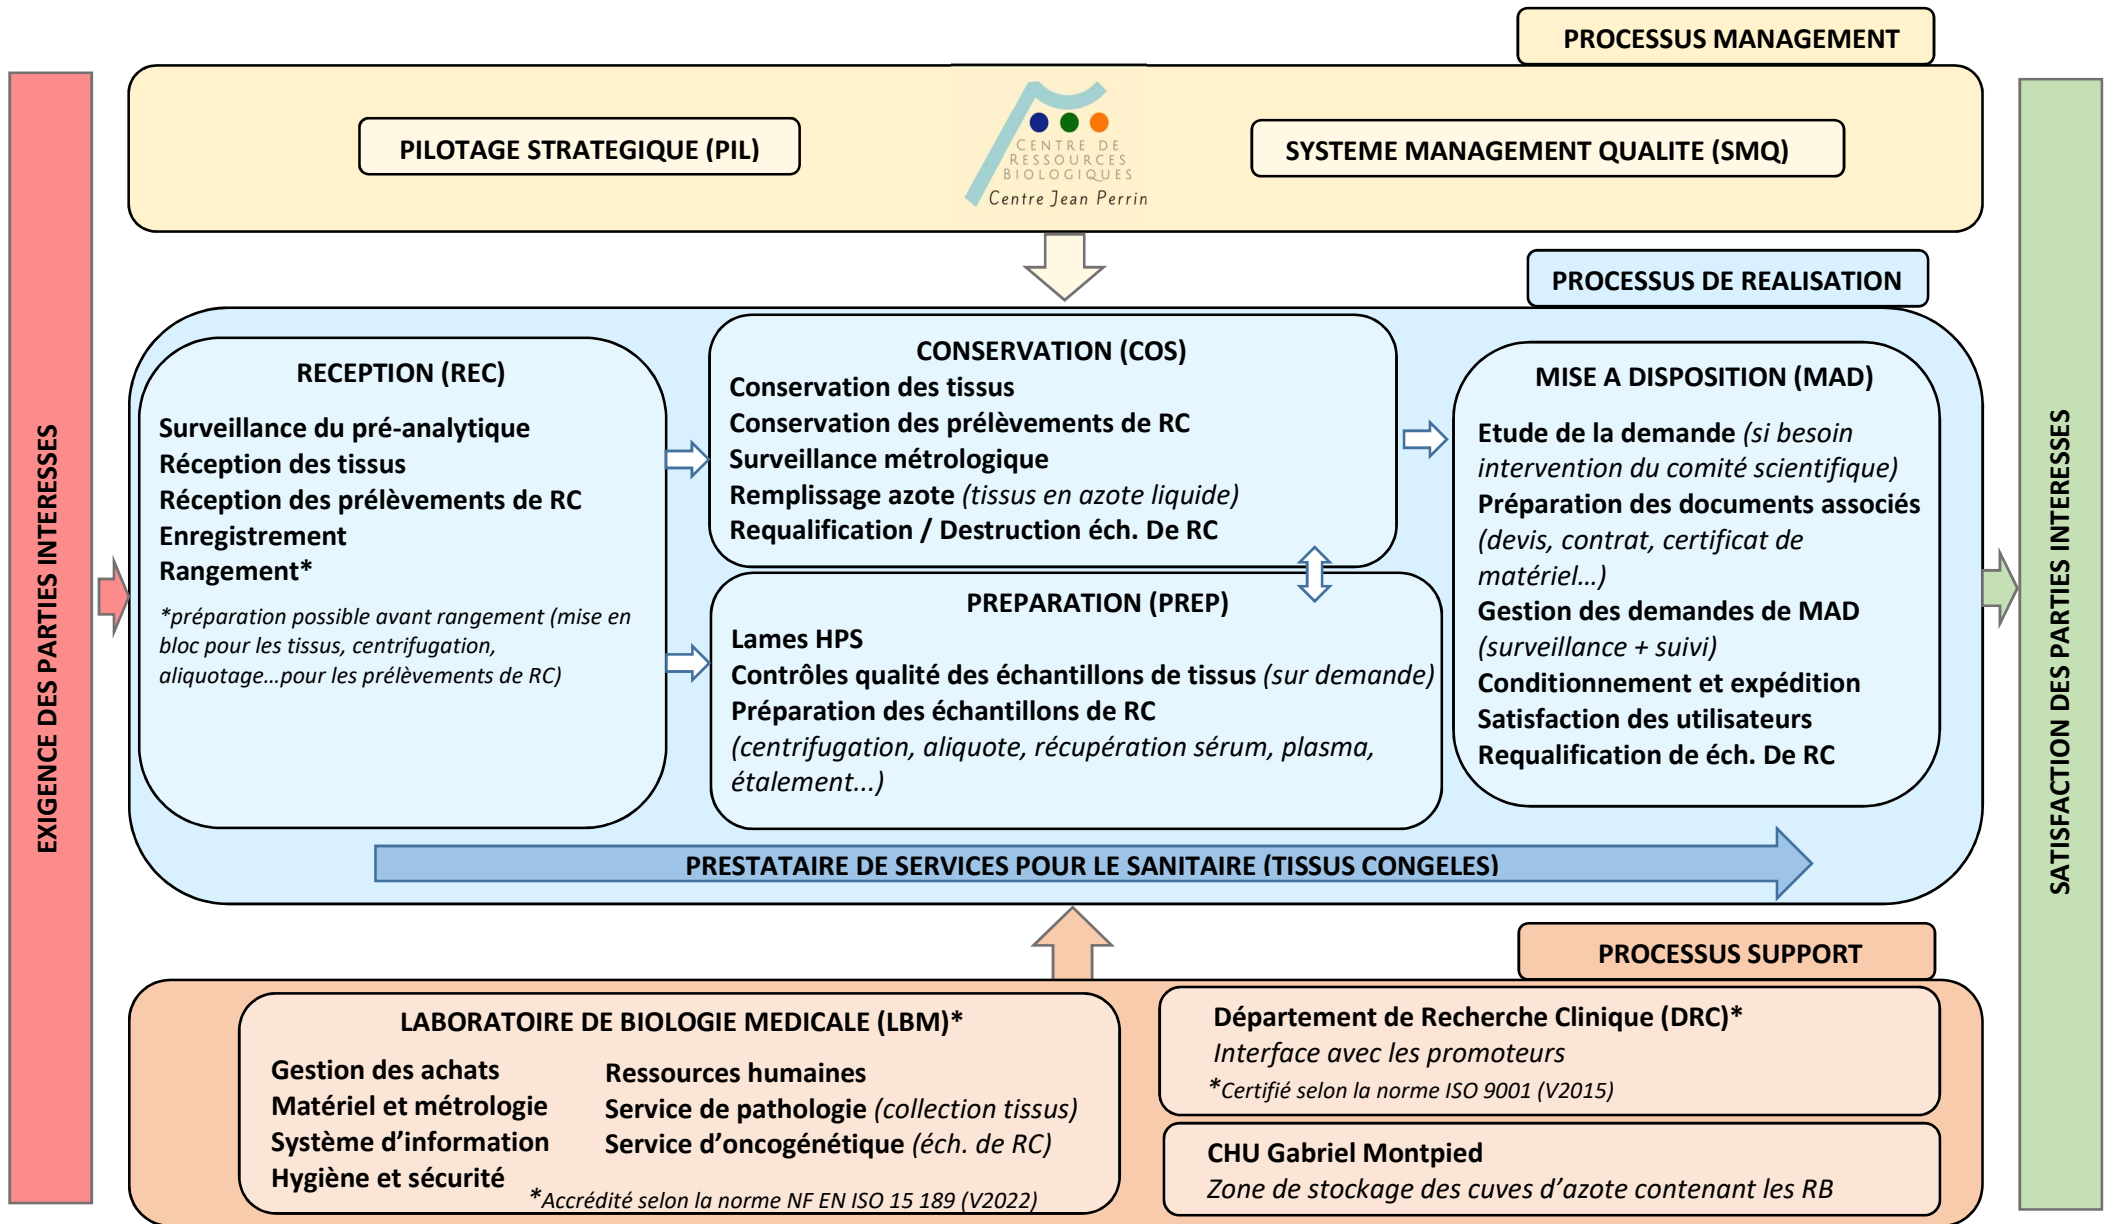 PROCESSUS MANAGEMENT
PILOTAGE STRATEGIQUE (PIL)
CENTRE DE
RESSOURCES
BIOLOGIQUES
Centre Jean Perrin
SYSTEME MANAGEMENT QUALITE (SMQ)
EXIGENCE DES PARTIES INTERESSES
PROCESSUS DE REALISATION
RECEPTION (REC)
Surveillance du pré-analytique
Réception des tissus
Réception des prélèvements de RC
Enregistrement
Rangement*
*préparation possible avant rangement (mise en
bloc pour les tissus, centrifugation,
aliquotage…pour les prélèvements de RC)
CONSERVATION (COS)
Conservation des tissus
Conservation des prélèvements de RC
Surveillance métrologique
Remplissage azote (tissus en azote liquide)
Requalification / Destruction éch. De RC
PREPARATION (PREP)
Lames HPS
Contrôles qualité des échantillons de tissus (sur demande)
Préparation des échantillons de RC
(centrifugation, aliquote, récupération sérum, plasma,
étalement...)
MISE A DISPOSITION (MAD)
Etude de la demande (si besoin
intervention du comité scientifique)
Préparation des documents associés
(devis, contrat, certificat de
matériel…)
Gestion des demandes de MAD
(surveillance + suivi)
Conditionnement et expédition
Satisfaction des utilisateurs
Requalification de éch. De RC
PRESTATAIRE DE SERVICES POUR LE SANITAIRE (TISSUS CONGELES)
SATISFACTION DES PARTIES INTERESSES
PROCESSUS SUPPORT
LABORATOIRE DE BIOLOGIE MEDICALE (LBM)*
Gestion des achats
Matériel et métrologie
Système d’information
Hygiène et sécurité
Ressources humaines
Service de pathologie (collection tissus)
Service d’oncogénétique (éch. de RC)
*Accrédité selon la norme NF EN ISO 15 189 (V2022)
Département de Recherche Clinique (DRC)*
Interface avec les promoteurs
*Certifié selon la norme ISO 9001 (V2015)
CHU Gabriel Montpied
Zone de stockage des cuves d’azote contenant les RB